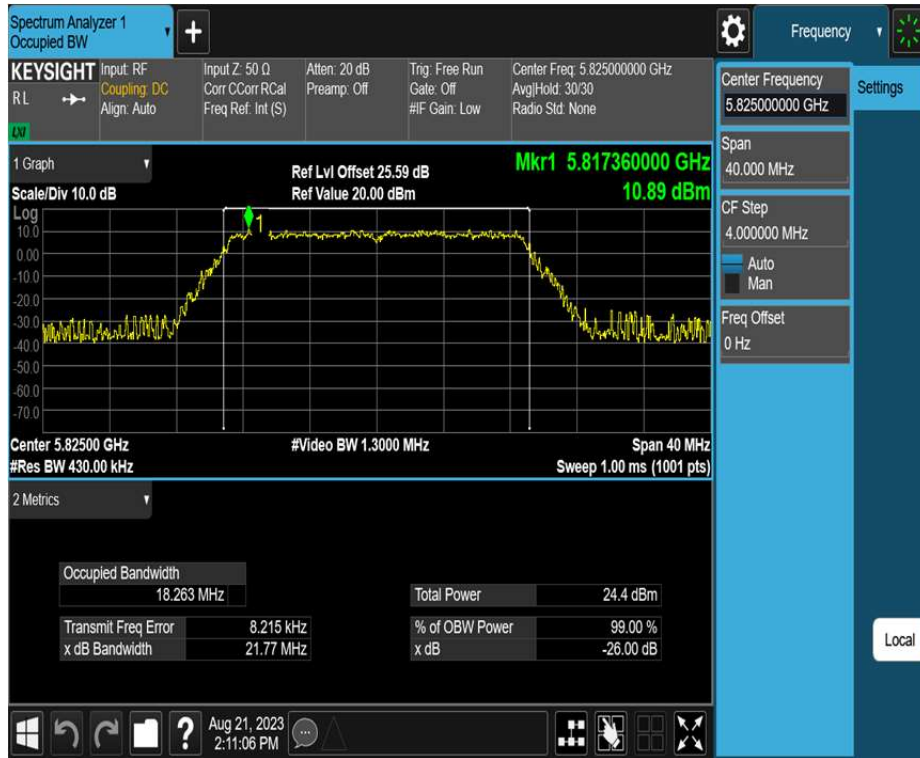 Spectrum Analyzer 1
Occupied BW
+
Frequency
KEYSIGHT
R L
LXI
Input: RF
Coupling: DC
Align: Auto
Input Z: 50 Ω
Corr CCorr RCal
Freq Ref: Int (S)
Atten: 20 dB
Preamp: Off
Trig: Free Run
Gate: Off
#IF Gain: Low
Center Freq: 5.825000000 GHz
Avg|Hold: 30/30
Radio Std: None
Center Frequency
5.825000000 GHz
Settings
Span
40.000 MHz
CF Step
4.000000 MHz
Auto
Man
Freq Offset
0 Hz
Local
1 Graph
Scale/Div 10.0 dB
Ref Lvl Offset 25.59 dB
Ref Value 20.00 dBm
Mkr1 5.817360000 GHz
10.89 dBm
Log
10.0
0.00
-10.0
-20.0
-30.0
-40.0
-50.0
-60.0
-70.0
1
Center 5.82500 GHz
#Video BW 1.3000 MHz
Span 40 MHz
#Res BW 430.00 kHz
Sweep 1.00 ms (1001 pts)
2 Metrics
Occupied Bandwidth
18.263 MHz
Total Power 24.4 dBm
Transmit Freq Error 8.215 kHz
% of OBW Power 99.00 %
x dB Bandwidth 21.77 MHz
x dB -26.00 dB
?
Aug 21, 2023
2:11:06 PM